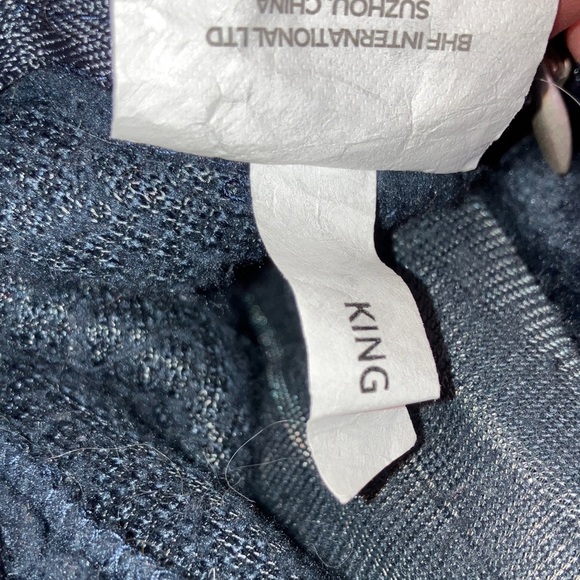 BHF INTERNATIONAL LTD
SUZHOU, CHINA
KING